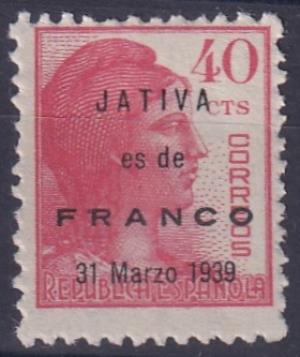 40
CTS
JATIVA
es de
FRANCO
31 Marzo 1939
CORREOS
REPUBLICA ESPAÑOLA